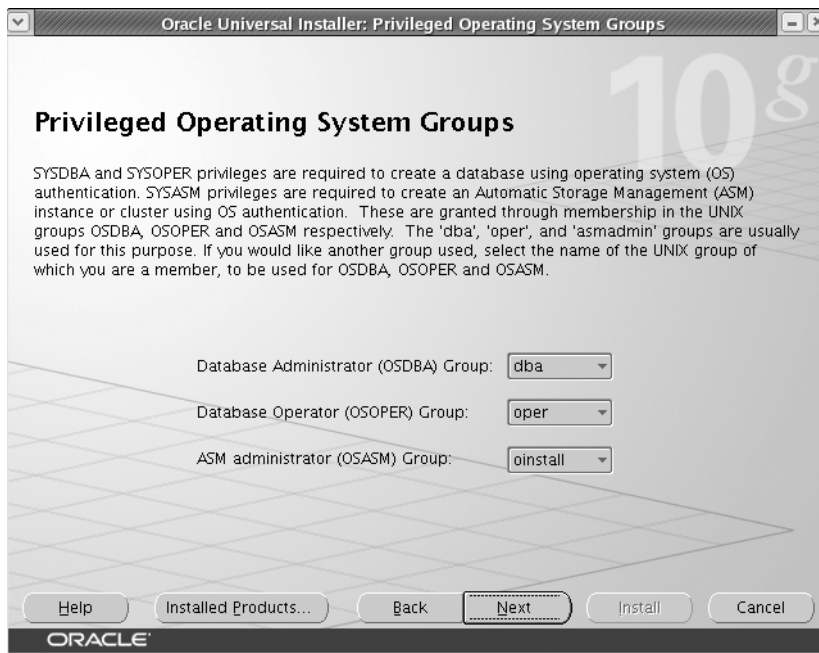 Oracle Universal Installer: Privileged Operating System Groups
10g
Privileged Operating System Groups
SYSDBA and SYSOPER privileges are required to create a database using operating system (OS)
authentication. SYSASM privileges are required to create an Automatic Storage Management (ASM)
instance or cluster using OS authentication. These are granted through membership in the UNIX
groups OSDBA, OSOPER and OSASM respectively. The 'dba', 'oper', and 'asmadmin' groups are usually
used for this purpose. If you would like another group used, select the name of the UNIX group of
which you are a member, to be used for OSDBA, OSOPER and OSASM.
Database Administrator (OSDBA) Group: dba
Database Operator (OSOPER) Group: oper
ASM administrator (OSASM) Group: oinstall
Help Installed Products... Back Next Install Cancel
ORACLE